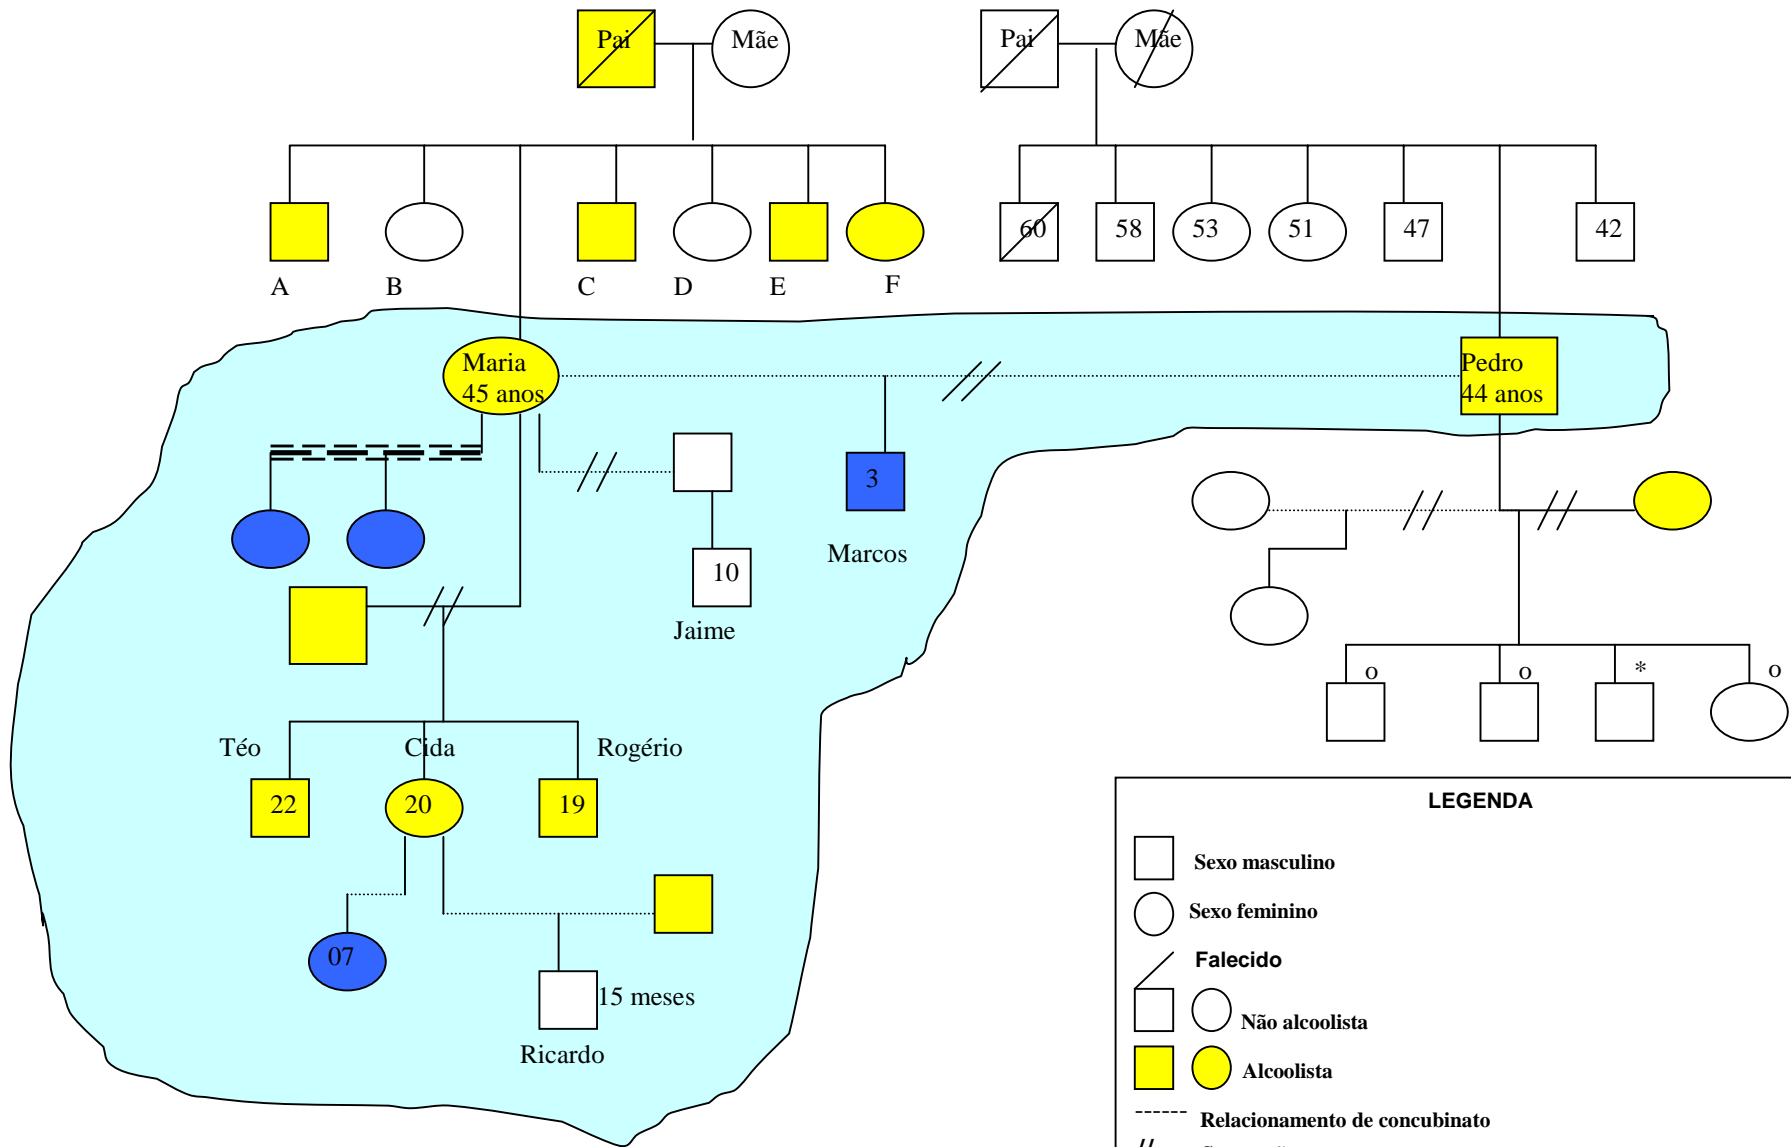 Pai
Mãe
Pai
Mãe
60
58
53
51
47
42
A
B
C
D
E
F
Maria
45 anos
Pedro
44 anos
3
Marcos
10
Jaime
o
o
*
o
Téo
Cida
Rogério
22
20
19
07
15 meses
Ricardo
LEGENDA
Sexo masculino
Sexo feminino
Falecido
Não alcoolista
Alcoolista
Relacionamento de concubinato